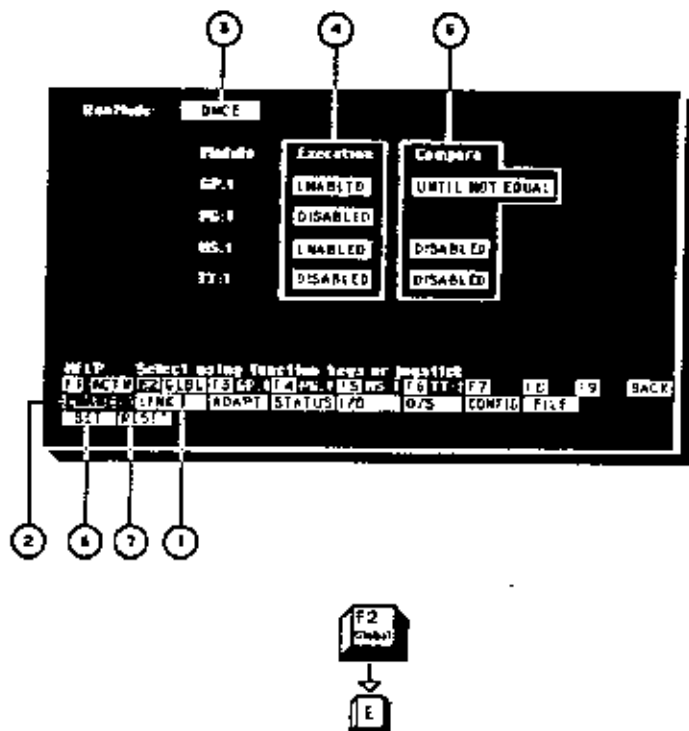 3 4 5
RunMode: ONCE
Module Execution Compare
GP:1 ENABLED UNTIL NOT EQUAL
PG:1 DISABLED
MS:1 ENABLED DISABLED
TT:1 DISABLED DISABLED
HELP Select using function keys or joystick
F1 F2 GLBL F3 GP:1 F4 PG:1 F5 MS:1 F6 TT:1 F7 F8 F9 BACK
LINK ADAPT STATUS I/O O/S CONFIG FILE
SET RESET
2 6 7 1
F2
Global
E